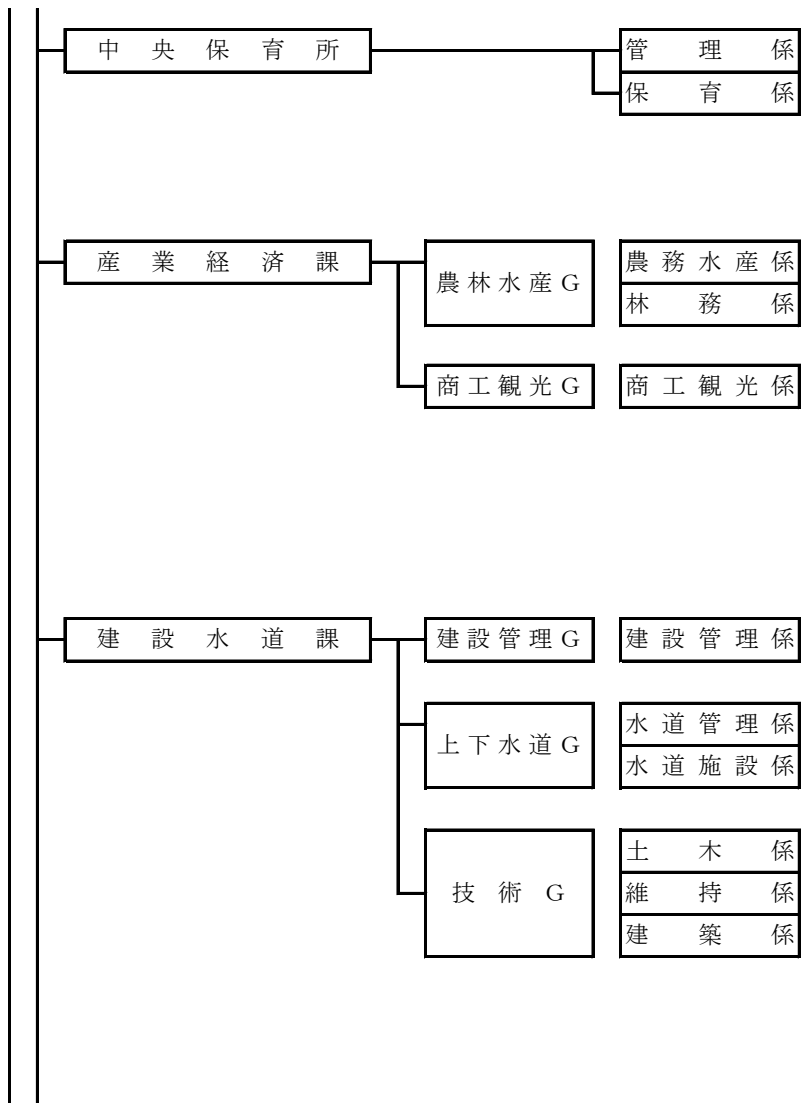 中央保育所 管理係
保育係
産業経済課 農林水産G 農務水産係
林務係
商工観光G 商工観光係
建設水道課 建設管理G 建設管理係
上下水道G 水道管理係
水道施設係
技術G 土木係
維持係
建築係